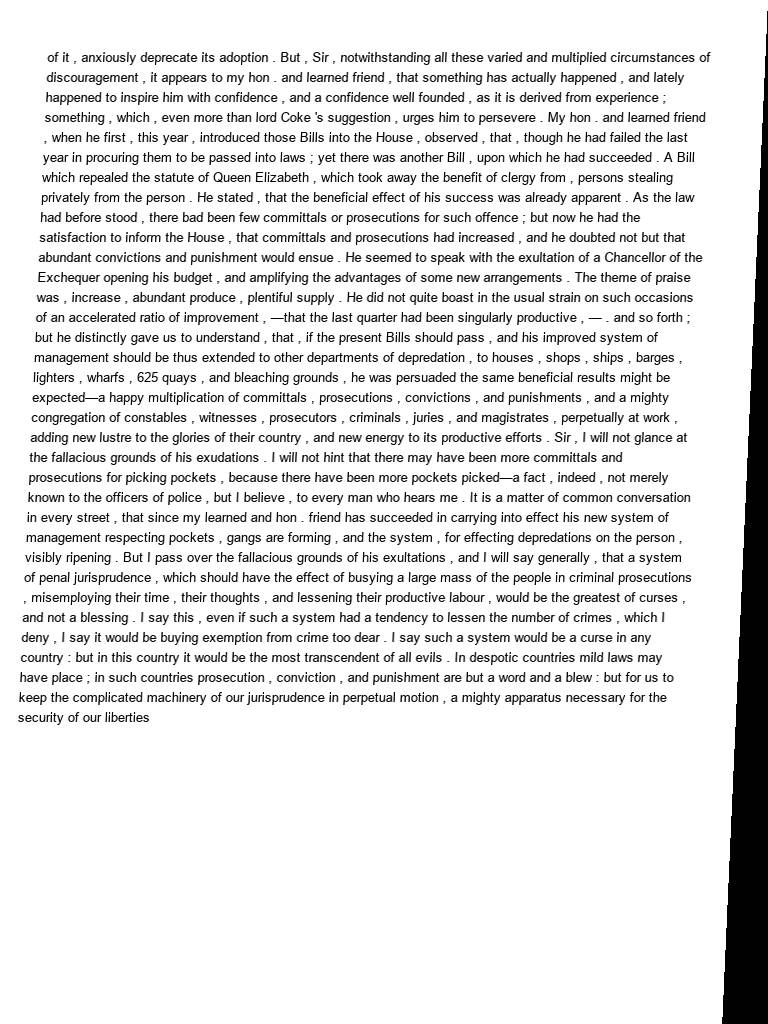 of it , anxiously deprecate its adoption . But , Sir , notwithstanding all these varied and multiplied circumstances of
discouragement , it appears to my hon . and learned friend , that something has actually happened , and lately
happened to inspire him with confidence , and a confidence well founded , as it is derived from experience ;
something , which , even more than lord Coke 's suggestion , urges him to persevere . My hon . and learned friend
, when he first , this year , introduced those Bills into the House , observed , that , though he had failed the last
year in procuring them to be passed into laws ; yet there was another Bill , upon which he had succeeded . A Bill
which repealed the statute of Queen Elizabeth , which took away the benefit of clergy from , persons stealing
privately from the person . He stated , that the beneficial effect of his success was already apparent . As the law
had before stood , there bad been few committals or prosecutions for such offence ; but now he had the
satisfaction to inform the House , that committals and prosecutions had increased , and he doubted not but that
abundant convictions and punishment would ensue . He seemed to speak with the exultation of a Chancellor of the
Exchequer opening his budget , and amplifying the advantages of some new arrangements . The theme of praise
was , increase , abundant produce , plentiful supply . He did not quite boast in the usual strain on such occasions
of an accelerated ratio of improvement , —that the last quarter had been singularly productive , — . and so forth ;
but he distinctly gave us to understand , that , if the present Bills should pass , and his improved system of
management should be thus extended to other departments of depredation , to houses , shops , ships , barges ,
lighters , wharfs , 625 quays , and bleaching grounds , he was persuaded the same beneficial results might be
expected—a happy multiplication of committals , prosecutions , convictions , and punishments , and a mighty
congregation of constables , witnesses , prosecutors , criminals , juries , and magistrates , perpetually at work ,
adding new lustre to the glories of their country , and new energy to its productive efforts . Sir , I will not glance at
the fallacious grounds of his exudations . I will not hint that there may have been more committals and
prosecutions for picking pockets , because there have been more pockets picked—a fact , indeed , not merely
known to the officers of police , but I believe , to every man who hears me . It is a matter of common conversation
in every street , that since my learned and hon . friend has succeeded in carrying into effect his new system of
management respecting pockets , gangs are forming , and the system , for effecting depredations on the person ,
visibly ripening . But I pass over the fallacious grounds of his exultations , and I will say generally , that a system
of penal jurisprudence , which should have the effect of busying a large mass of the people in criminal prosecutions
, misemploying their time , their thoughts , and lessening their productive labour , would be the greatest of curses ,
and not a blessing . I say this , even if such a system had a tendency to lessen the number of crimes , which I
deny , I say it would be buying exemption from crime too dear . I say such a system would be a curse in any
country : but in this country it would be the most transcendent of all evils . In despotic countries mild laws may
have place ; in such countries prosecution , conviction , and punishment are but a word and a blew : but for us to
keep the complicated machinery of our jurisprudence in perpetual motion , a mighty apparatus necessary for the
security of our liberties